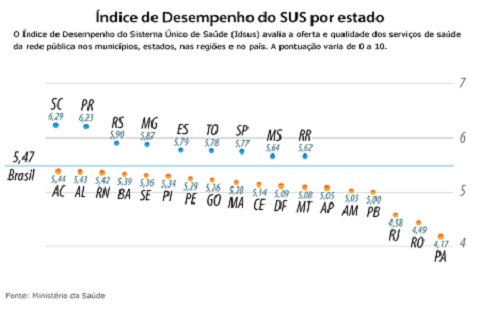 Índice de Desempenho do SUS por estado
O Índice de Desempenho do Sistema Único de Saúde (Idsus) avalia a oferta e qualidade dos serviços de saúde
da rede pública nos municípios, estados, nas regiões e no país. A pontuação varia de 0 a 10.
7
SC PR
6,29 6,23
RS MG ES TO SP MS RR
5,90 5,87 5,79 5,78 5,77 5,64 5,62
6
5,47
Brasil
5,44 5,43 5,42 5,39 5,36 5,34 5,29 5,26 5,20 5,14 5,09 5,08 5,05 5,03 5,00
AC AL RN BA SE PI PE GO MA CE DF MT AP AM PB
5
4,58 4,49 4,17
RJ RO PA
4
Fonte: Ministério da Saúde